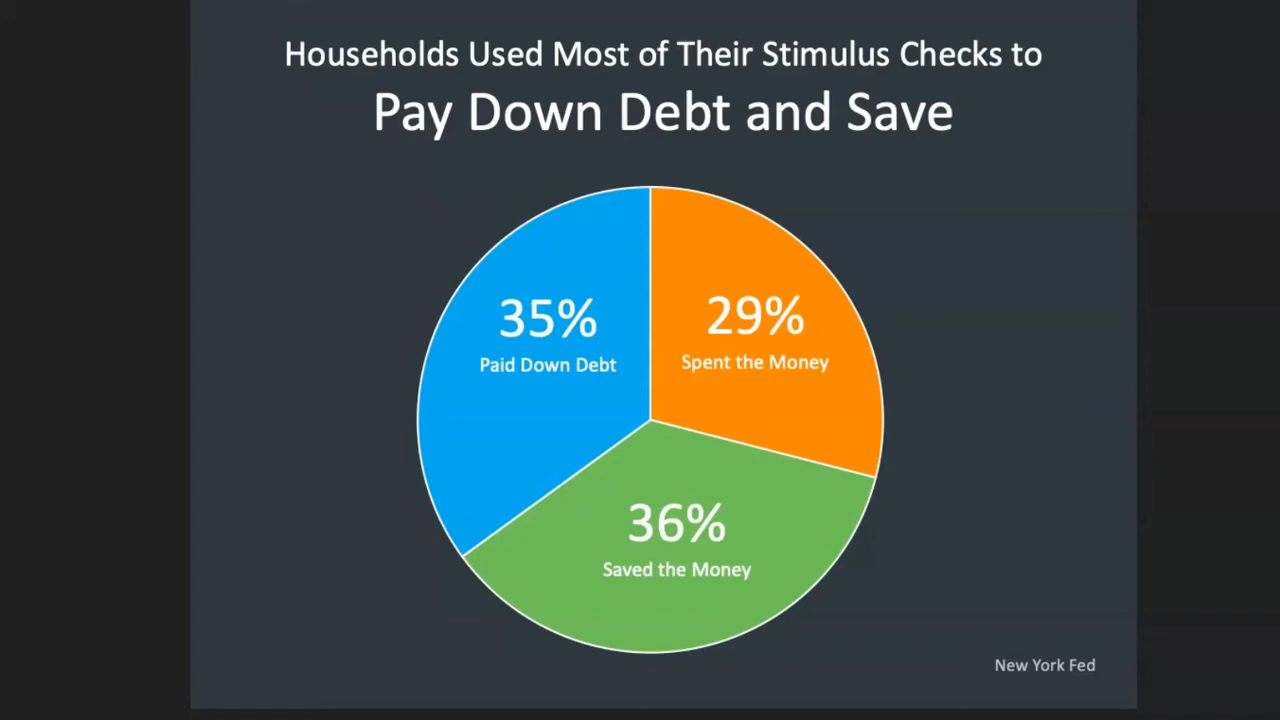 Households Used Most of Their Stimulus Checks to
Pay Down Debt and Save
35%
Paid Down Debt
29%
Spent the Money
36%
Saved the Money
New York Fed